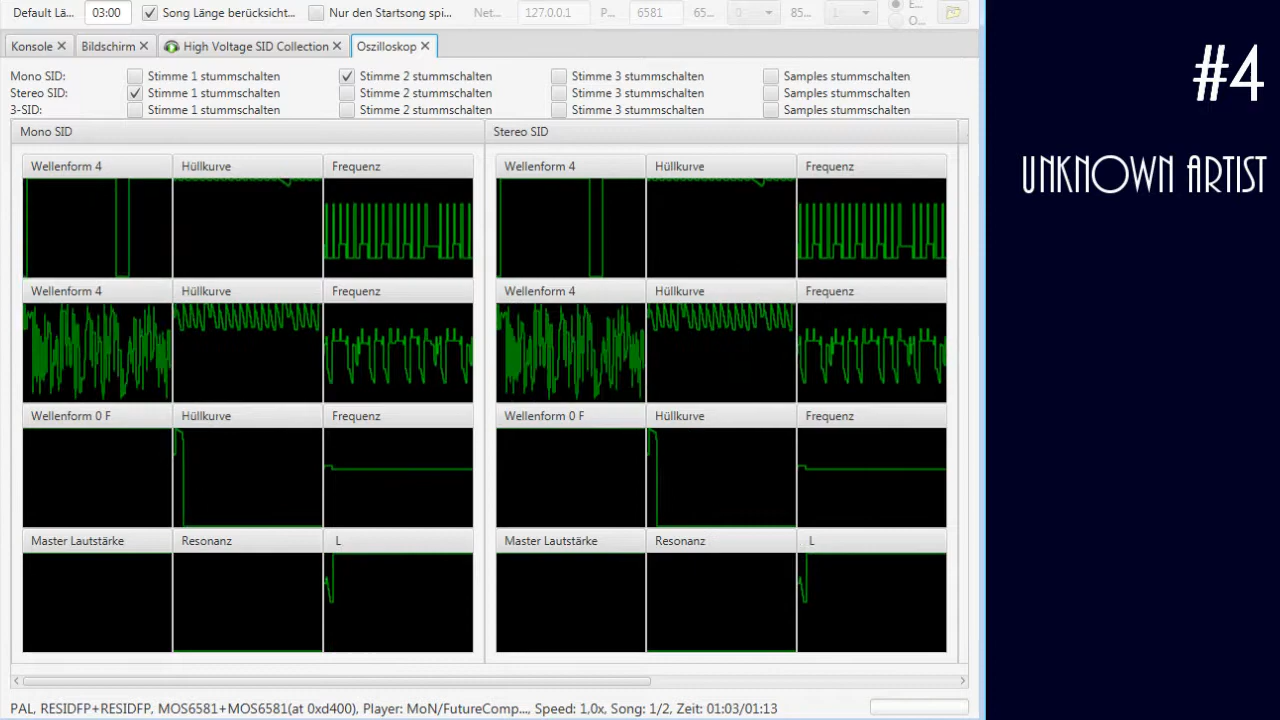 Default Lä... 03:00 Song Länge berücksicht... Nur den Startsong spi... Net... 127.0.0.1 P... 6581 65... 85... E...
O...
Konsole Bildschirm High Voltage SID Collection Oszilloskop
#4
UNKNOWN ARTIST
Mono SID: Stimme 1 stummschalten Stimme 2 stummschalten Stimme 3 stummschalten Samples stummschalten
Stereo SID: Stimme 1 stummschalten Stimme 2 stummschalten Stimme 3 stummschalten Samples stummschalten
3-SID: Stimme 1 stummschalten Stimme 2 stummschalten Stimme 3 stummschalten Samples stummschalten
Mono SID Stereo SID
Wellenform 4 Hüllkurve Frequenz Wellenform 4 Hüllkurve Frequenz
Wellenform 4 Hüllkurve Frequenz Wellenform 4 Hüllkurve Frequenz
Wellenform 0 F Hüllkurve Frequenz Wellenform 0 F Hüllkurve Frequenz
Master Lautstärke Resonanz L Master Lautstärke Resonanz L
PAL, RESIDFP+RESIDFP, MOS6581+MOS6581(at 0xd400), Player: MoN/FutureComp..., Speed: 1,0x, Song: 1/2, Zeit: 01:03/01:13